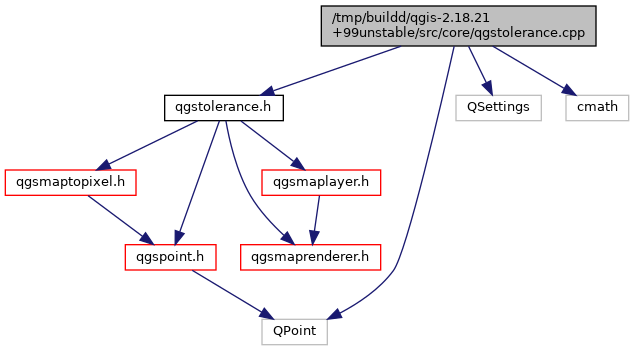 /tmp/buildd/qgis-2.18.21
+99unstable/src/core/qgstolerance.cpp
qgstolerance.h
QSettings
cmath
qgsmaptopixel.h
qgsmaplayer.h
qgspoint.h
qgsmaprenderer.h
QPoint